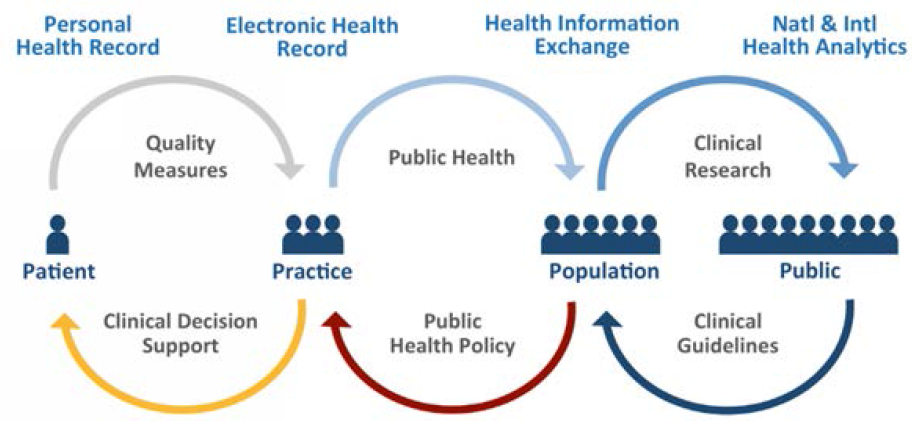 Personal
Health Record
Electronic Health
Record
Health Information
Exchange
Natl & Intl
Health Analytics
Quality
Measures
Public Health
Clinical
Research
Patient
Practice
Population
Public
Clinical Decision
Support
Public
Health Policy
Clinical
Guidelines